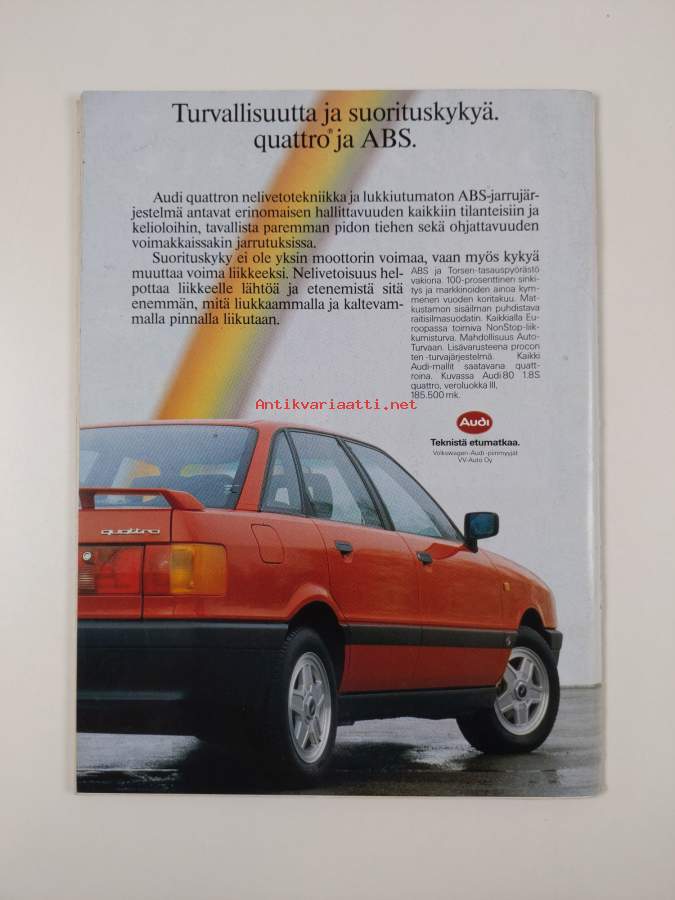 Turvallisuutta ja suorituskykyä.
quattro® ja ABS.
Audi quattron nelivetotekniikka ja lukkiutumaton ABS-jarrujär-
jestelmä antavat erinomaisen hallittavuuden kaikkiin tilanteisiin ja
kelioloihin, tavallista paremman pidon tiehen sekä ohjattavuuden
voimakkaissakin jarrutuksissa.
Suorituskyky ei ole yksin moottorin voimaa, vaan myös kykyä
muuttaa voima liikkeeksi. Nelivetoisuus hel-
pottaa liikkeelle lähtöä ja etenemistä sitä
enemmän, mitä liukkaammalla ja kaltevam-
malla pinnalla liikutaan.
ABS ja Torsen-tasauspyörästö
vakiona. 100-prosenttinen sinki-
tys ja markkinoiden ainoa kym-
menen vuoden koritakuu. Mat-
kustamon sisäilman puhdistava
raitisilmasuodatin. Kaikkialla Eu-
roopassa toimiva NonStop-liik-
kumisturva. Mahdollisuus Auto-
Turvaan. Lisävarusteena procon
ten -turvajärjestelmä. Kaikki
Audi-mallit saatavana quatt-
roina. Kuvassa Audi 80 1.8S
quattro, veroluokka III,
185.500 mk.
Antikvariaatti.net
Audi
Teknistä etumatkaa.
Volkswagen-Audi -piirimyyjät
VV-Auto Oy
quattro